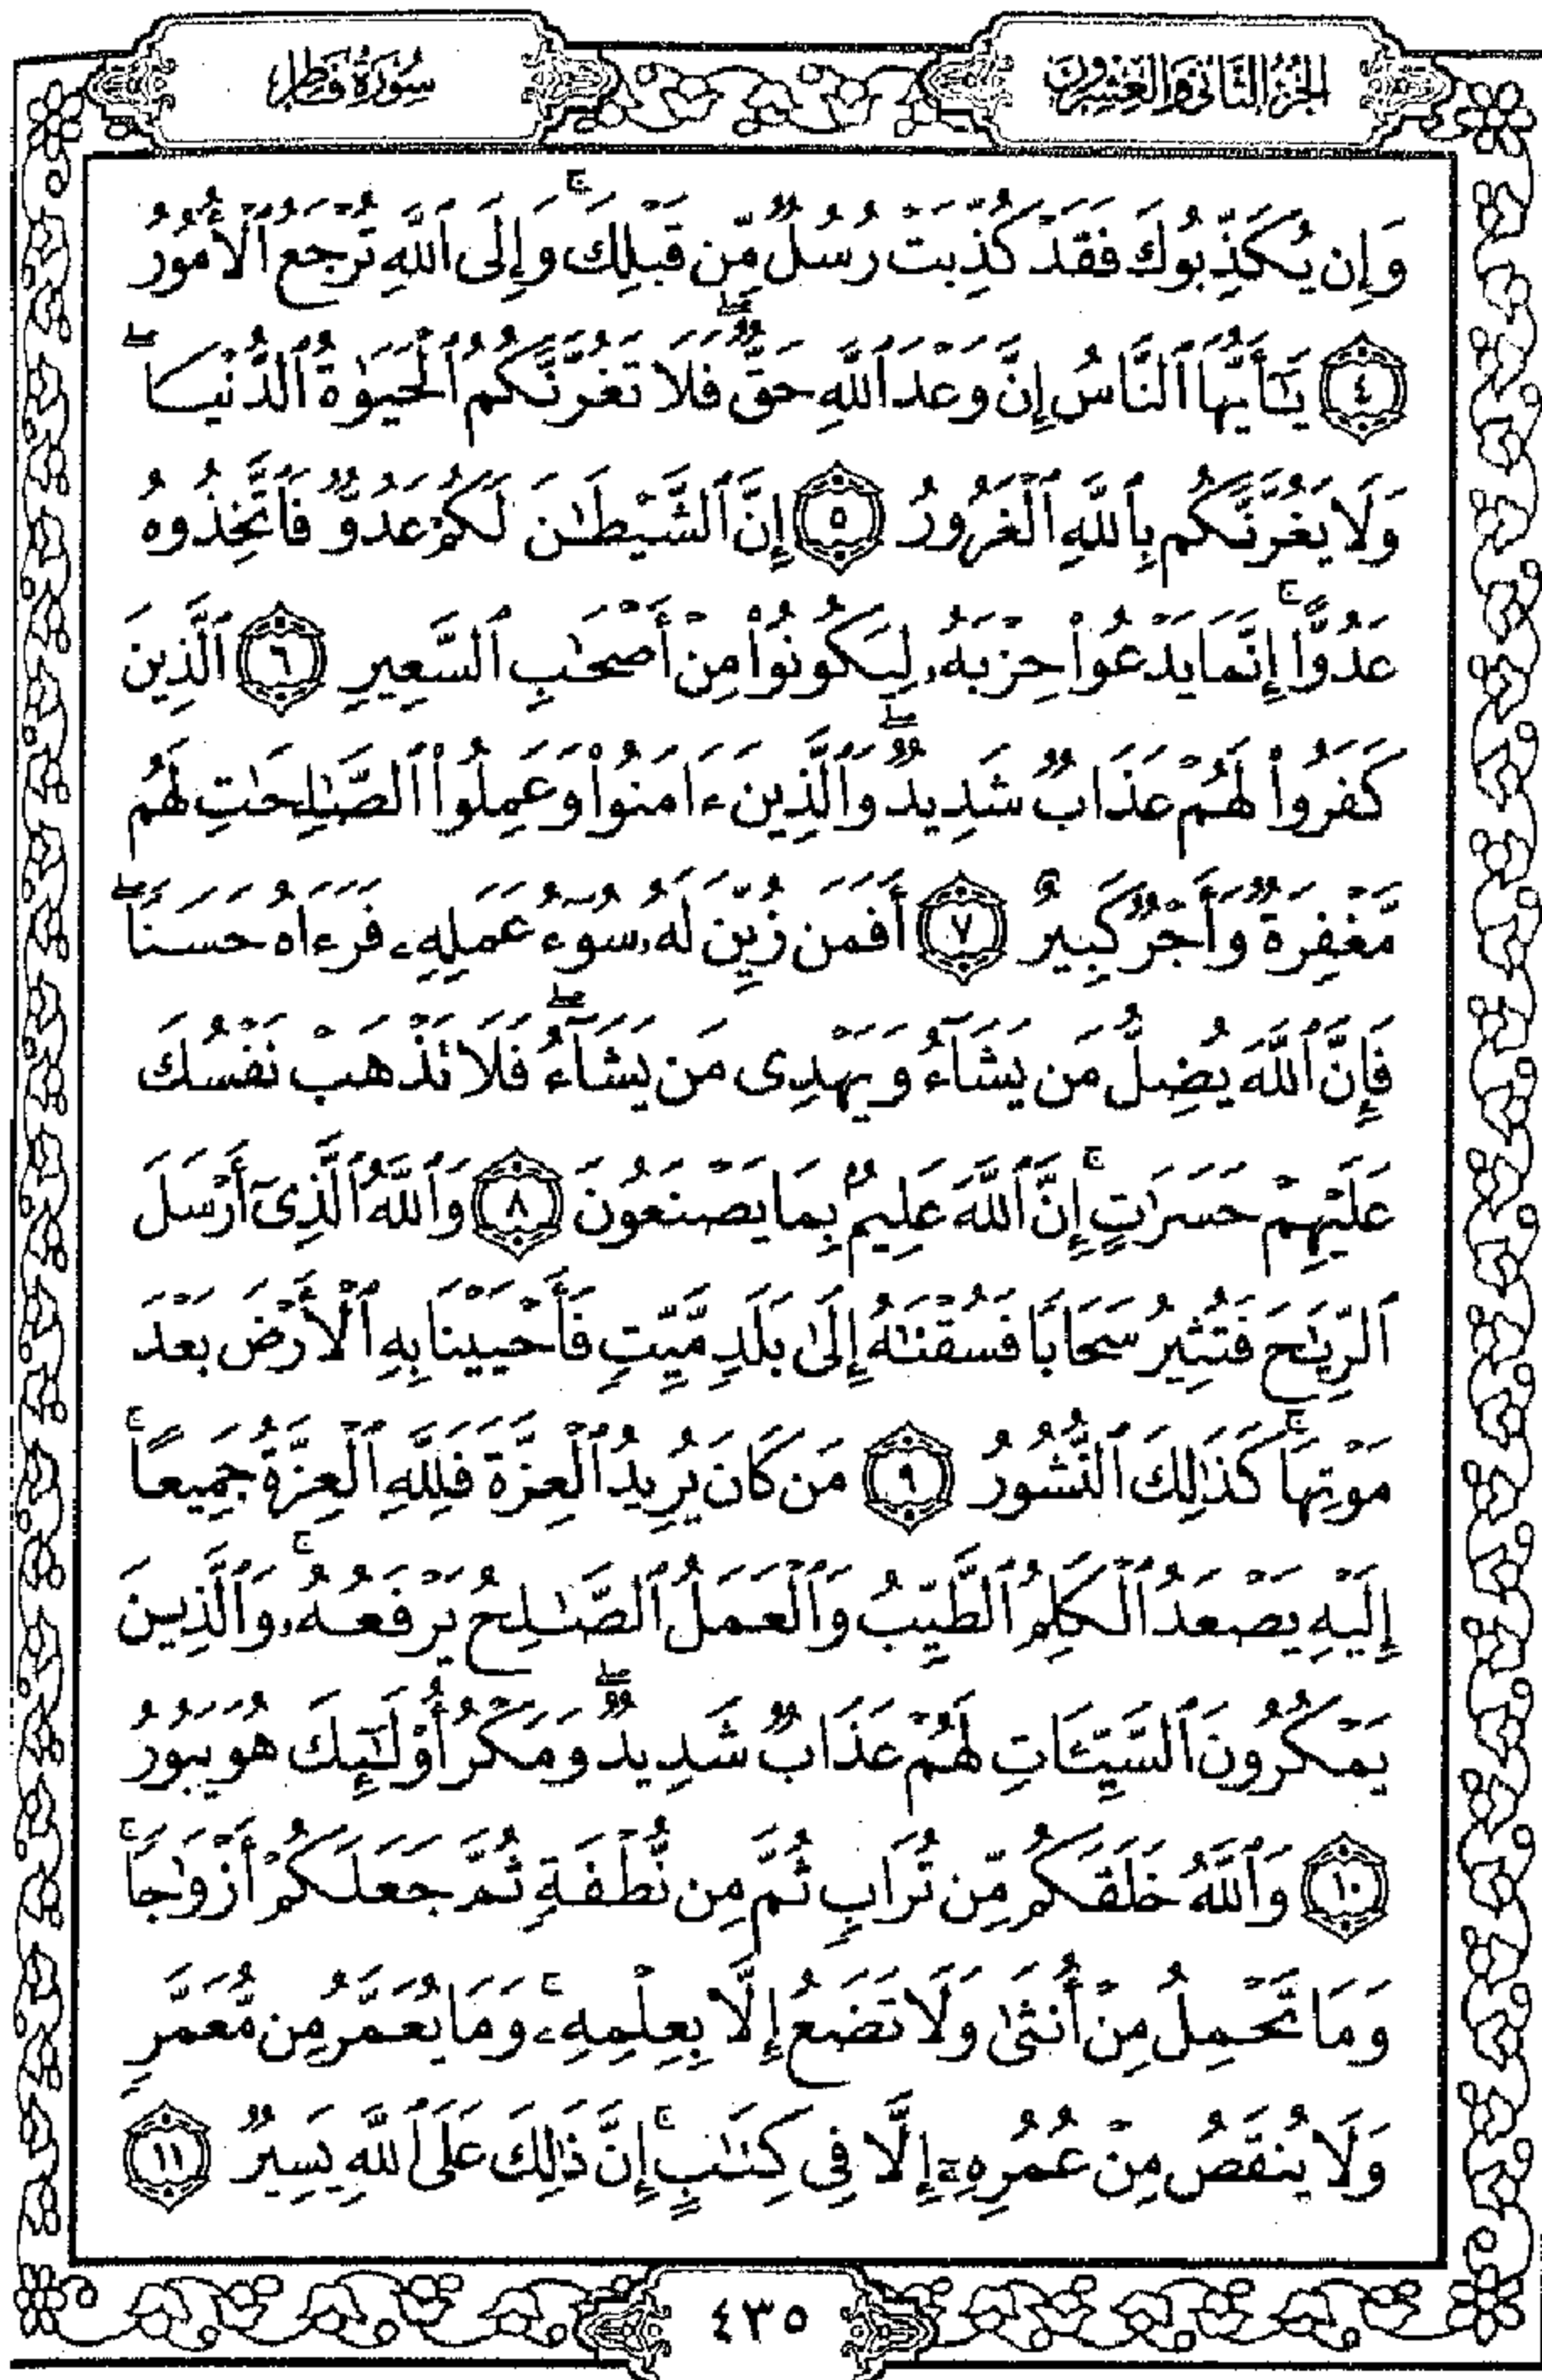 الجزء الثاني والعشرون
سورة فاطر
وَإِن يُكَذِّبُوكَ فَقَدْ كُذِّبَتْ رُسُلٌ مِّن قَبْلِكَ ۚ وَإِلَى ٱللَّهِ تُرْجَعُ ٱلْأُمُورُ
﴿٤﴾ يَـٰٓأَيُّهَا ٱلنَّاسُ إِنَّ وَعْدَ ٱللَّهِ حَقٌّ ۖ فَلَا تَغُرَّنَّكُمُ ٱلْحَيَوٰةُ ٱلدُّنْيَا ۖ
وَلَا يَغُرَّنَّكُم بِٱللَّهِ ٱلْغَرُورُ ﴿٥﴾ إِنَّ ٱلشَّيْطَـٰنَ لَكُمْ عَدُوٌّ فَٱتَّخِذُوهُ
عَدُوًّا ۚ إِنَّمَا يَدْعُوا۟ حِزْبَهُۥ لِيَكُونُوا۟ مِنْ أَصْحَـٰبِ ٱلسَّعِيرِ ﴿٦﴾ ٱلَّذِينَ
كَفَرُوا۟ لَهُمْ عَذَابٌ شَدِيدٌ ۖ وَٱلَّذِينَ ءَامَنُوا۟ وَعَمِلُوا۟ ٱلصَّـٰلِحَـٰتِ لَهُم
مَّغْفِرَةٌ وَأَجْرٌ كَبِيرٌ ﴿٧﴾ أَفَمَن زُيِّنَ لَهُۥ سُوٓءُ عَمَلِهِۦ فَرَءَاهُ حَسَنًا ۖ
فَإِنَّ ٱللَّهَ يُضِلُّ مَن يَشَآءُ وَيَهْدِى مَن يَشَآءُ ۖ فَلَا تَذْهَبْ نَفْسُكَ
عَلَيْهِمْ حَسَرَٰتٍ ۚ إِنَّ ٱللَّهَ عَلِيمٌۢ بِمَا يَصْنَعُونَ ﴿٨﴾ وَٱللَّهُ ٱلَّذِىٓ أَرْسَلَ
ٱلرِّيَـٰحَ فَتُثِيرُ سَحَابًا فَسُقْنَـٰهُ إِلَىٰ بَلَدٍ مَّيِّتٍ فَأَحْيَيْنَا بِهِ ٱلْأَرْضَ بَعْدَ
مَوْتِهَا ۚ كَذَٰلِكَ ٱلنُّشُورُ ﴿٩﴾ مَن كَانَ يُرِيدُ ٱلْعِزَّةَ فَلِلَّهِ ٱلْعِزَّةُ جَمِيعًا ۚ
إِلَيْهِ يَصْعَدُ ٱلْكَلِمُ ٱلطَّيِّبُ وَٱلْعَمَلُ ٱلصَّـٰلِحُ يَرْفَعُهُۥ ۚ وَٱلَّذِينَ
يَمْكُرُونَ ٱلسَّيِّـَٔاتِ لَهُمْ عَذَابٌ شَدِيدٌ ۖ وَمَكْرُ أُو۟لَـٰٓئِكَ هُوَ يَبُورُ
﴿١٠﴾ وَٱللَّهُ خَلَقَكُم مِّن تُرَابٍ ثُمَّ مِن نُّطْفَةٍ ثُمَّ جَعَلَكُمْ أَزْوَٰجًا ۚ
وَمَا تَحْمِلُ مِنْ أُنثَىٰ وَلَا تَضَعُ إِلَّا بِعِلْمِهِۦ ۚ وَمَا يُعَمَّرُ مِن مُّعَمَّرٍ
وَلَا يُنقَصُ مِنْ عُمُرِهِۦٓ إِلَّا فِى كِتَـٰبٍ ۚ إِنَّ ذَٰلِكَ عَلَى ٱللَّهِ يَسِيرٌ ﴿١١﴾
٤٣٥